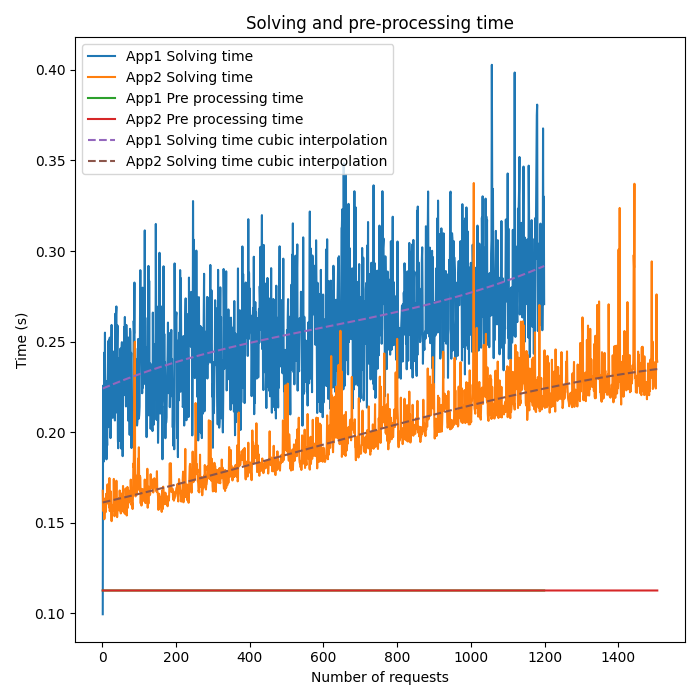 Solving and pre-processing time
App1 Solving time
App2 Solving time
App1 Pre processing time
App2 Pre processing time
App1 Solving time cubic interpolation
App2 Solving time cubic interpolation
0.40
0.35
0.30
0.25
0.20
0.15
0.10
Time (s)
0 200 400 600 800 1000 1200 1400
Number of requests